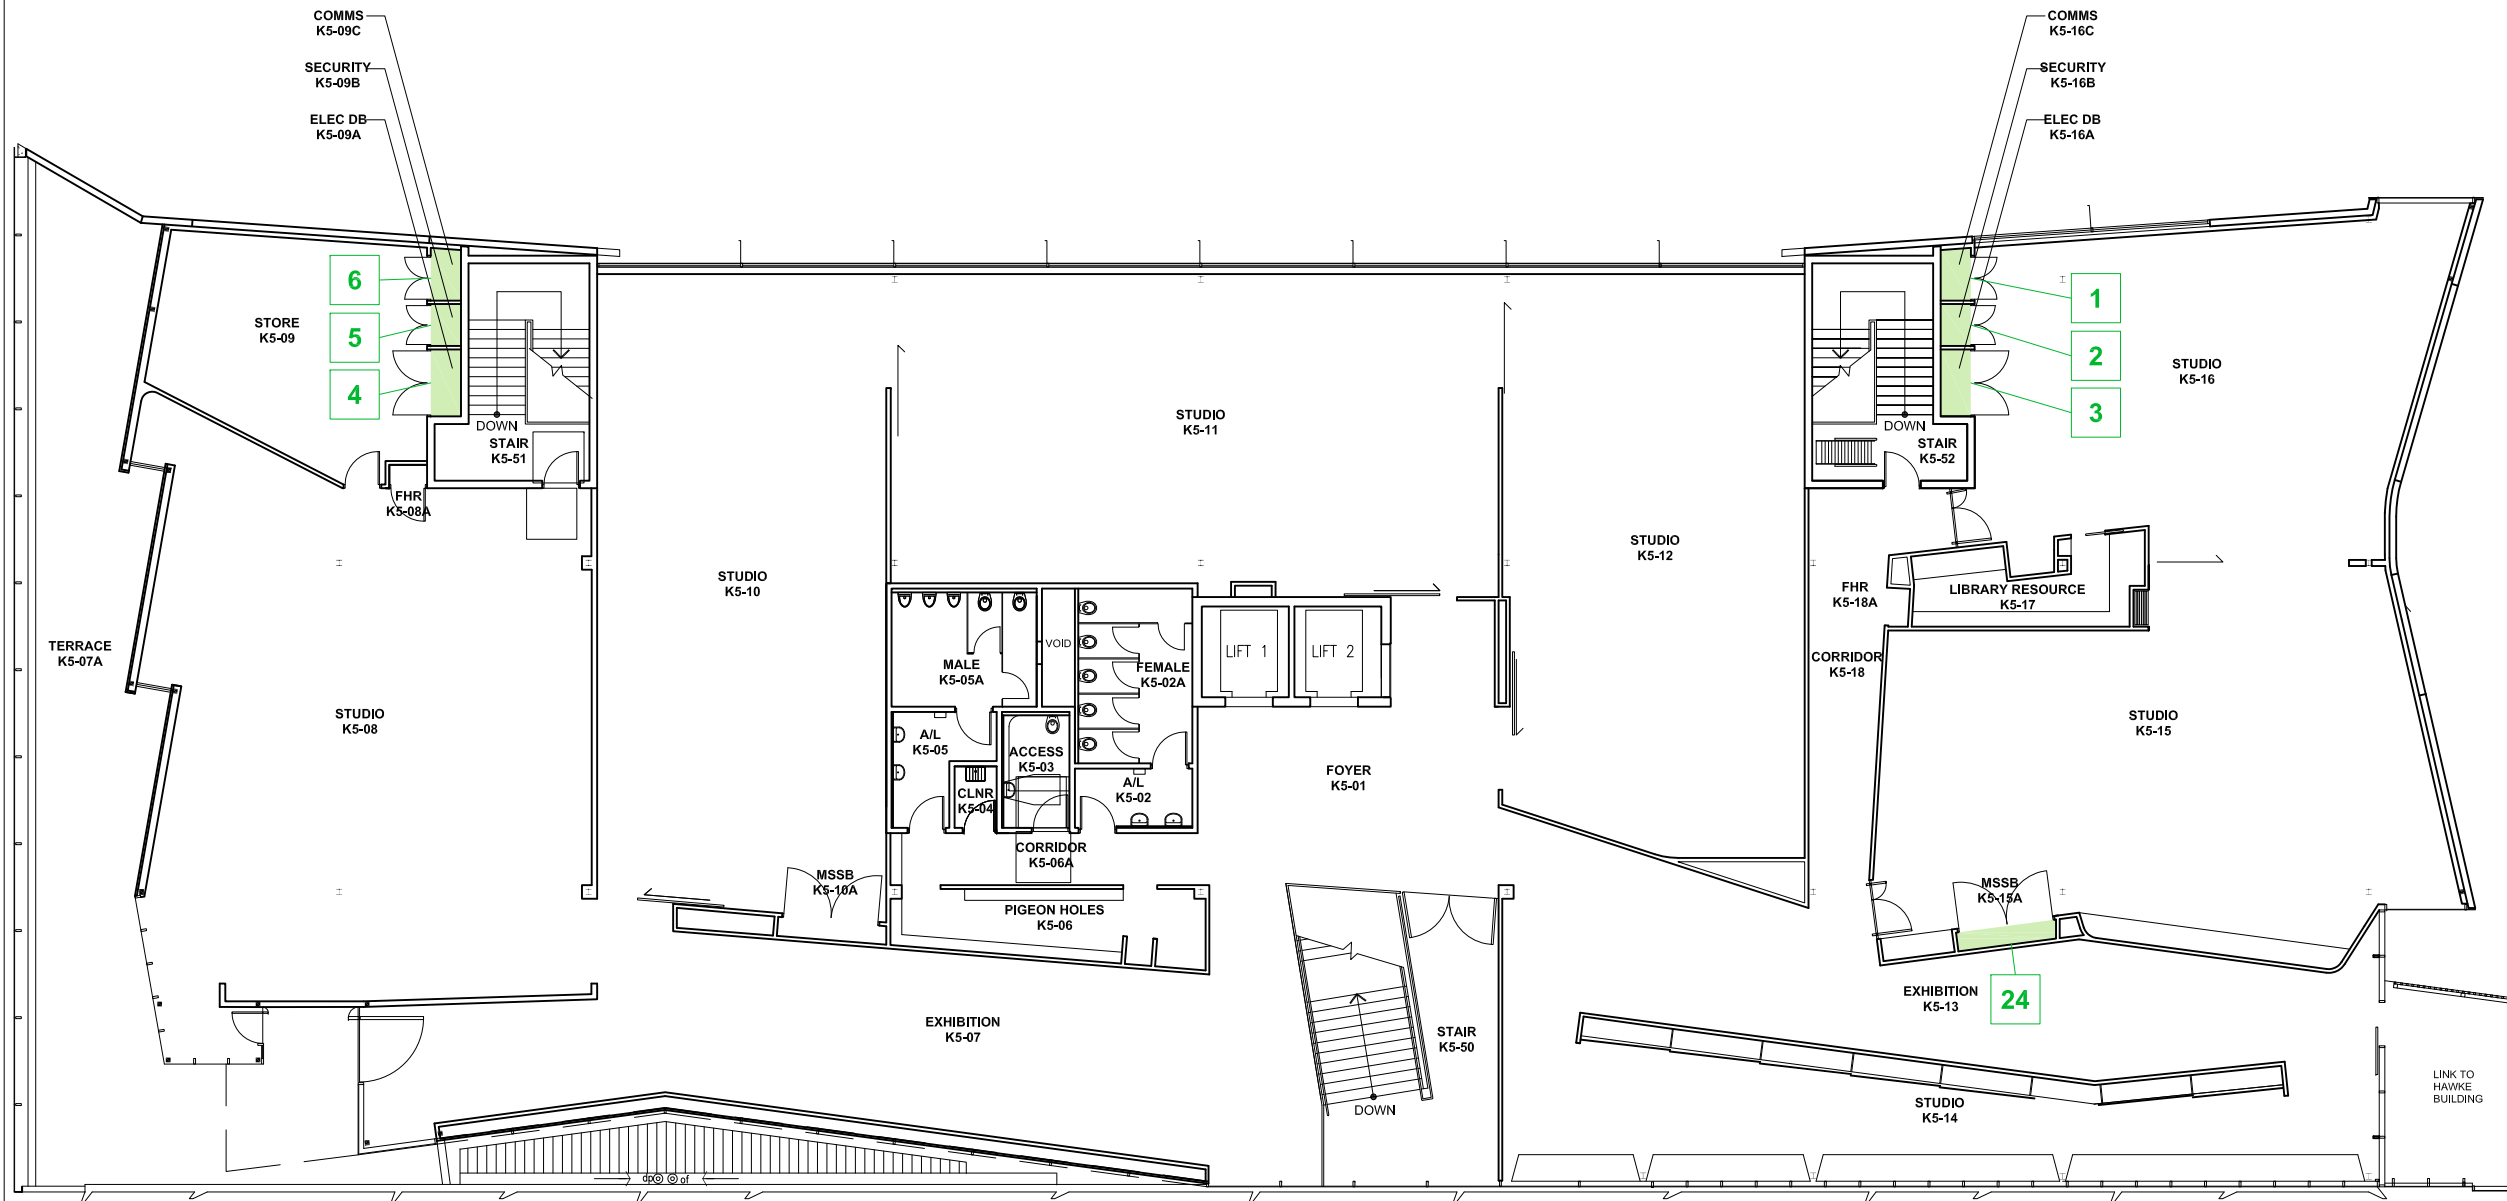 COMMS
K5-09C
SECURITY
K5-09B
ELEC DB
K5-09A
COMMS
K5-16C
SECURITY
K5-16B
ELEC DB
K5-16A
6
5
4
STORE
K5-09
1
2
3
STUDIO
K5-16
DOWN
STAIR
K5-51
STUDIO
K5-11
DOWN
STAIR
K5-52
FHR
K5-08A
STUDIO
K5-10
STUDIO
K5-12
FHR
K5-18A
LIBRARY RESOURCE
K5-17
TERRACE
K5-07A
MALE
K5-05A
VOID
FEMALE
K5-02A
LIFT 1
LIFT 2
CORRIDOR
K5-18
STUDIO
K5-08
A/L
K5-05
ACCESS
K5-03
CLNR
K5-04
A/L
K5-02
FOYER
K5-01
STUDIO
K5-15
CORRIDOR
K5-06A
MSSB
K5-10A
MSSB
K5-15A
PIGEON HOLES
K5-06
EXHIBITION
K5-13
24
EXHIBITION
K5-07
STAIR
K5-50
DOWN
STUDIO
K5-14
LINK TO
HAWKE
BUILDING
dp of